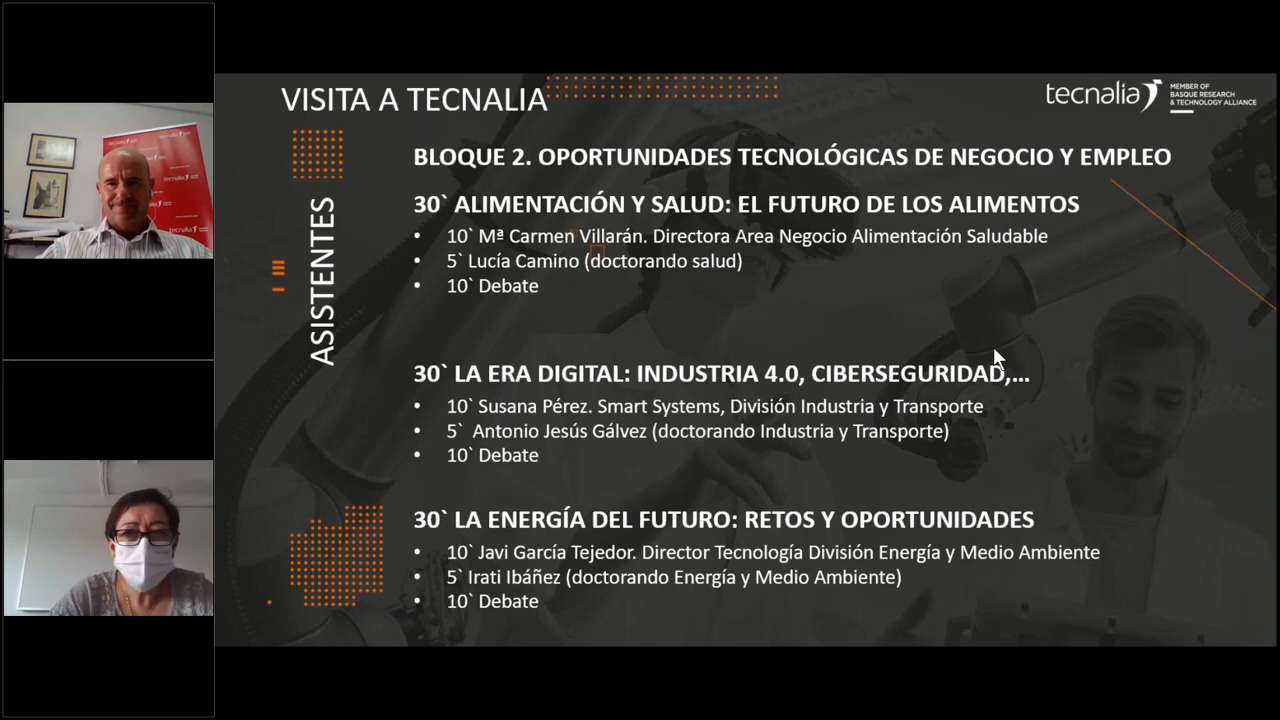 VISITA A TECNALIA
tecnalia
MEMBER OF
BASQUE RESEARCH
& TECHNOLOGY ALLIANCE
ASISTENTES
BLOQUE 2. OPORTUNIDADES TECNOLÓGICAS DE NEGOCIO Y EMPLEO
30` ALIMENTACIÓN Y SALUD: EL FUTURO DE LOS ALIMENTOS
• 10` Mª Carmen Villarán. Directora Area Negocio Alimentación Saludable
• 5` Lucía Camino (doctorando salud)
• 10` Debate
30` LA ERA DIGITAL: INDUSTRIA 4.0, CIBERSEGURIDAD,...
• 10` Susana Pérez. Smart Systems, División Industria y Transporte
• 5` Antonio Jesús Gálvez (doctorando Industria y Transporte)
• 10` Debate
30` LA ENERGÍA DEL FUTURO: RETOS Y OPORTUNIDADES
• 10` Javi García Tejedor. Director Tecnología División Energía y Medio Ambiente
• 5` Irati Ibáñez (doctorando Energía y Medio Ambiente)
• 10` Debate
tecnalia
tecnalia
tecnalia